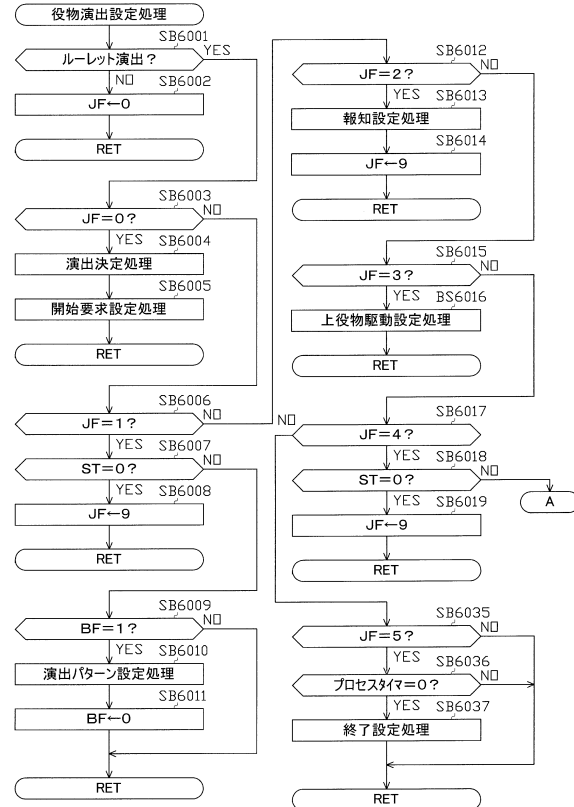 役物演出設定処理
SB6001
ルーレット演出？
YES
NO
SB6002
JF←0
RET
SB6003
JF=0？
NO
YES
SB6004
演出決定処理
SB6005
開始要求設定処理
RET
SB6006
JF=1？
NO
YES
SB6007
ST=0？
NO
YES
SB6008
JF←9
RET
SB6009
BF=1？
NO
YES
SB6010
演出パターン設定処理
SB6011
BF←0
RET
SB6012
JF=2？
NO
YES
SB6013
報知設定処理
SB6014
JF←9
RET
SB6015
JF=3？
NO
YES
BS6016
上役物駆動設定処理
RET
SB6017
NO
JF=4？
YES
SB6018
ST=0？
NO
A
YES
SB6019
JF←9
RET
SB6035
JF=5？
NO
YES
SB6036
プロセスタイマ=0？
NO
YES
SB6037
終了設定処理
RET